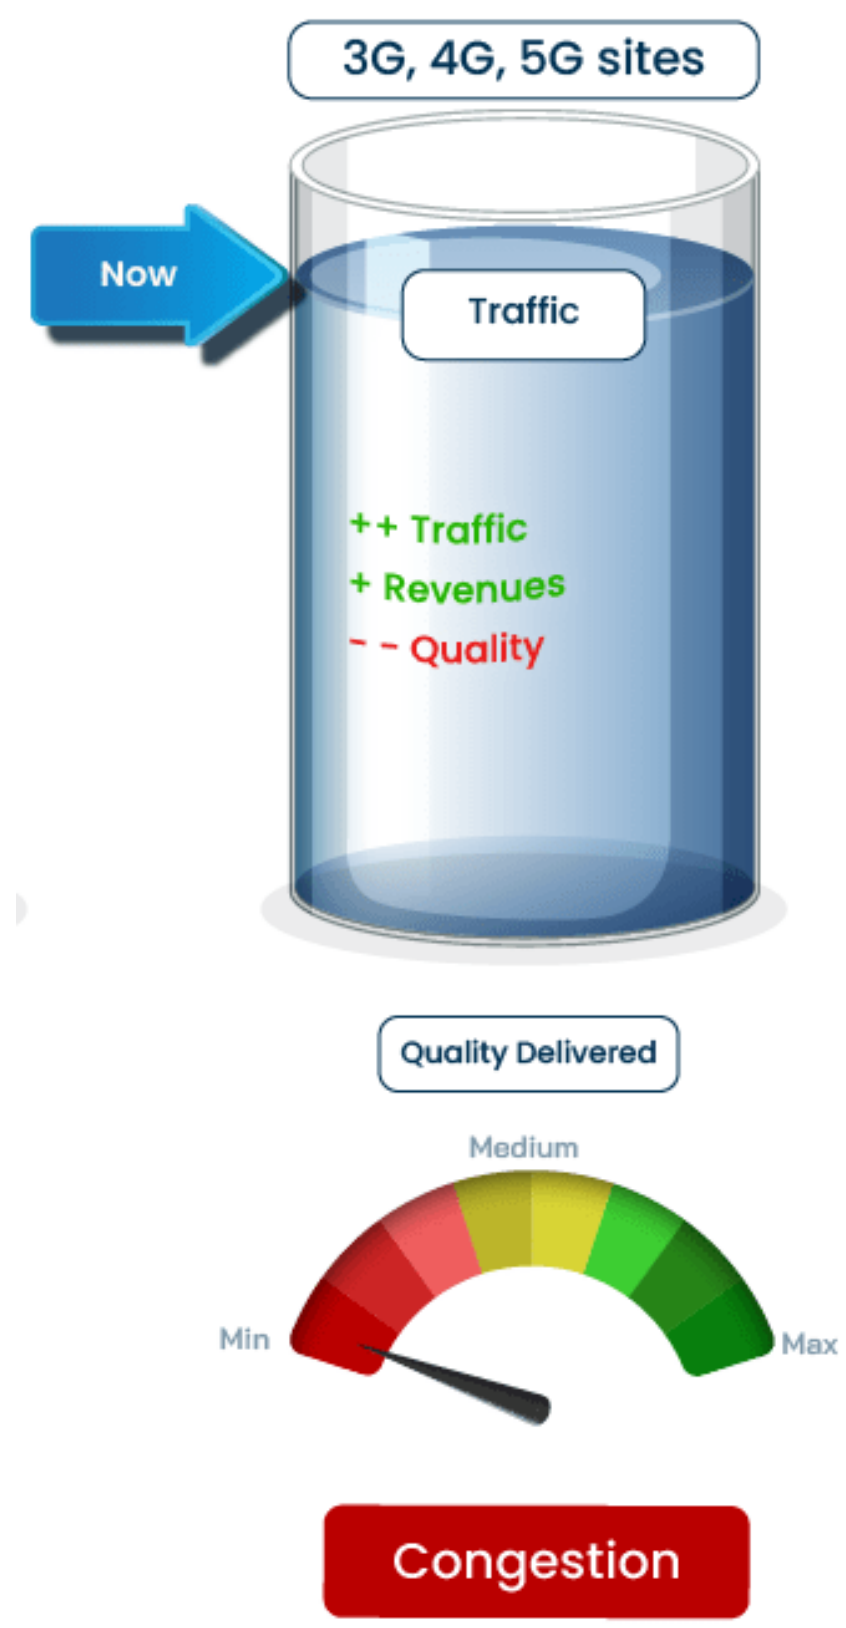 3G, 4G, 5G sites
Now
Traffic
++ Traffic
+ Revenues
- - Quality
Quality Delivered
Medium
Min
Max
Congestion